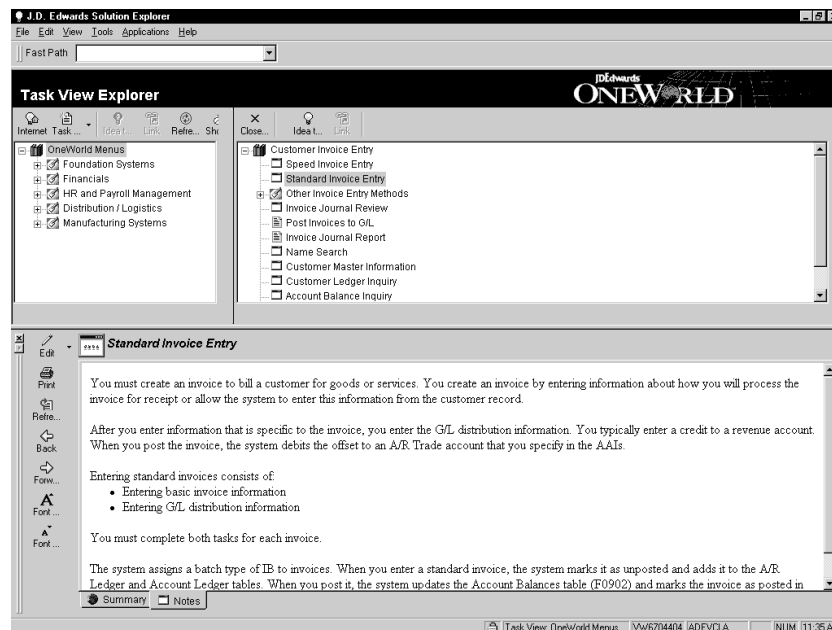 J.D. Edwards Solution Explorer
File Edit View Tools Applications Help
Fast Path
Task View Explorer
JDEdwards
ONEWORLD
Internet Task ... Idea t... Link Refre... Sho
Close... Idea t... Link
OneWorld Menus
Foundation Systems
Financials
HR and Payroll Management
Distribution / Logistics
Manufacturing Systems
Customer Invoice Entry
Speed Invoice Entry
Standard Invoice Entry
Other Invoice Entry Methods
Invoice Journal Review
Post Invoices to G/L
Invoice Journal Report
Name Search
Customer Master Information
Customer Ledger Inquiry
Account Balance Inquiry
Edit
Print
Refre...
Back
Forw...
Font ...
Font ...
Standard Invoice Entry
You must create an invoice to bill a customer for goods or services. You create an invoice by entering information about how you will process the
invoice for receipt or allow the system to enter this information from the customer record.
After you enter information that is specific to the invoice, you enter the G/L distribution information. You typically enter a credit to a revenue account.
When you post the invoice, the system debits the offset to an A/R Trade account that you specify in the AAIs.
Entering standard invoices consists of:
• Entering basic invoice information
• Entering G/L distribution information
You must complete both tasks for each invoice.
The system assigns a batch type of IB to invoices. When you enter a standard invoice, the system marks it as unposted and adds it to the A/R
Ledger and Account Ledger tables. When you post it, the system updates the Account Balances table (F0902) and marks the invoice as posted in
Summary Notes
Task View: OneWorld Menus VW6704404 ADEVCLA NUM 11:35 A